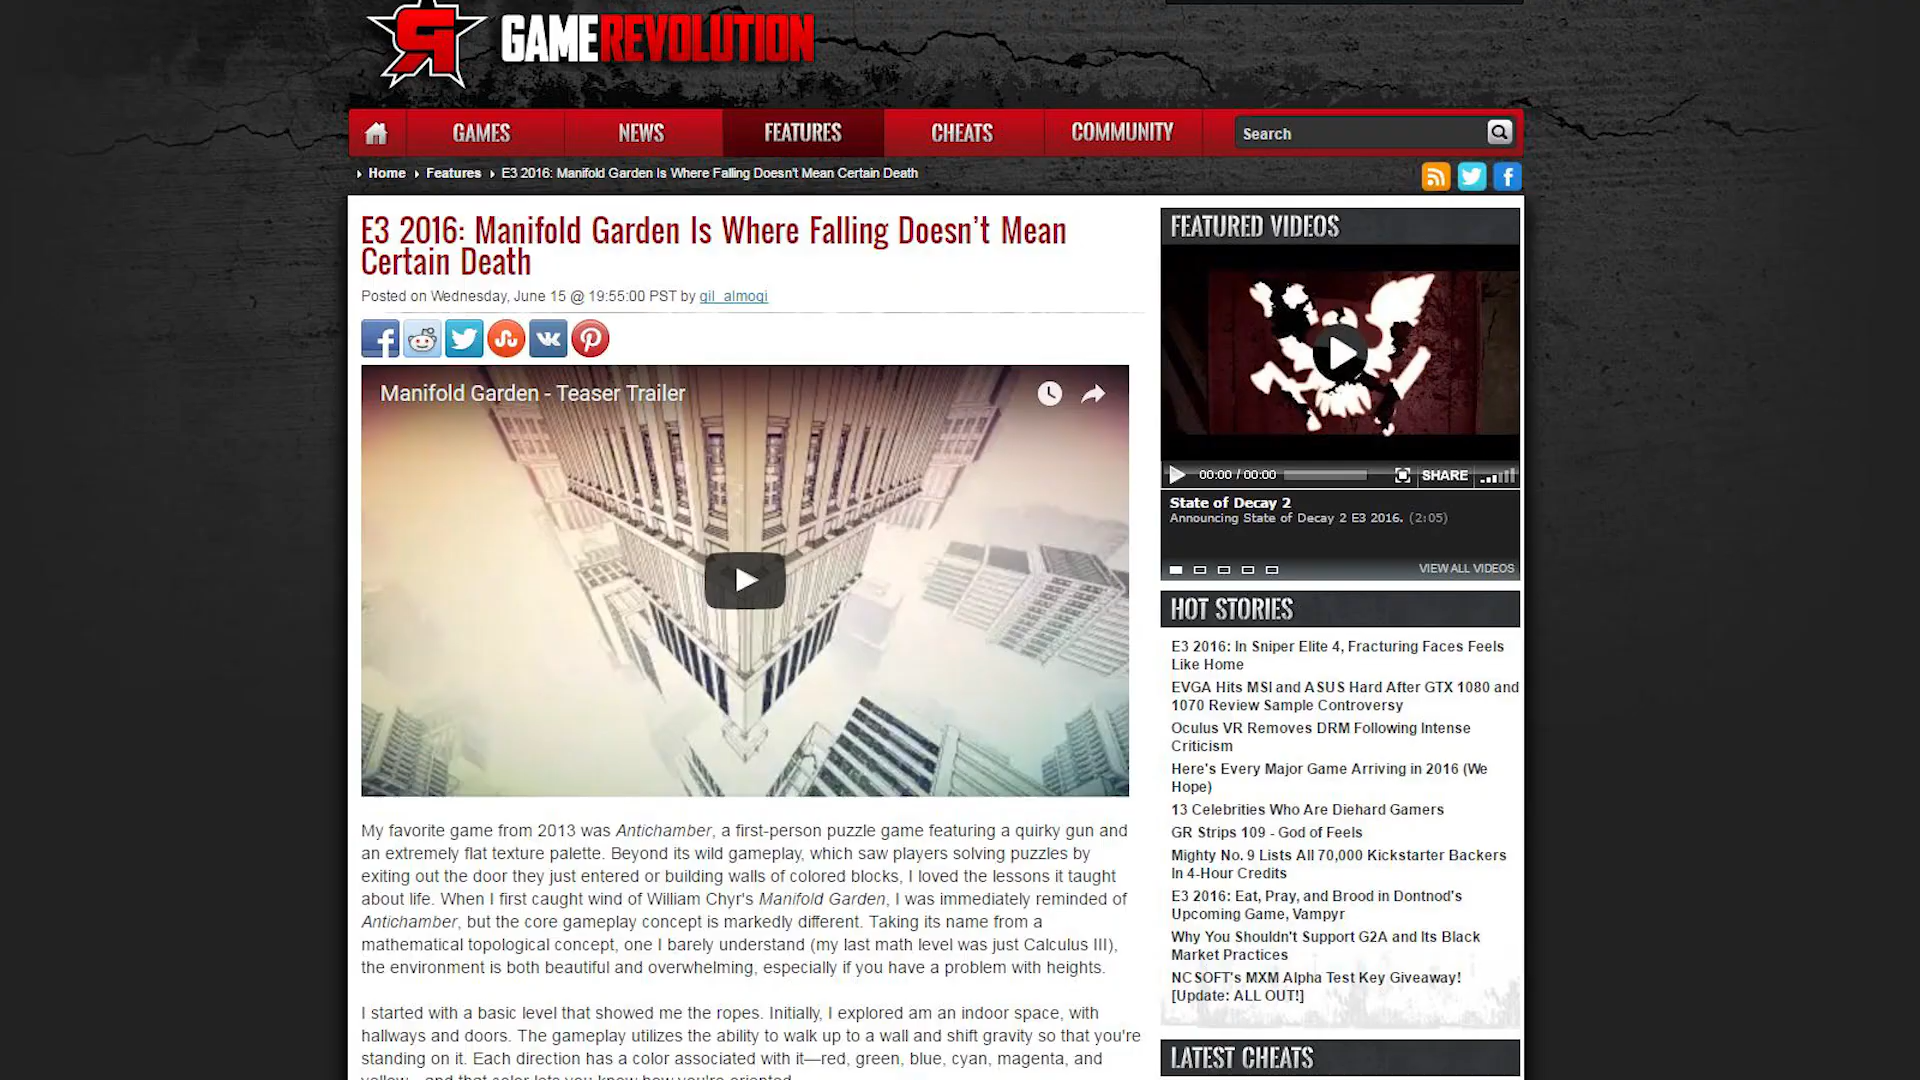 GAMEREVOLUTION
GAMES
NEWS
FEATURES
CHEATS
COMMUNITY
Search
Home
Features
E3 2016: Manifold Garden Is Where Falling Doesn't Mean Certain Death
E3 2016: Manifold Garden Is Where Falling Doesn't Mean
Certain Death
Posted on Wednesday, June 15 @ 19:55:00 PST by gil_almogi
Manifold Garden - Teaser Trailer
My favorite game from 2013 was Antichamber, a first-person puzzle game featuring a quirky gun and
an extremely flat texture palette. Beyond its wild gameplay, which saw players solving puzzles by
exiting out the door they just entered or building walls of colored blocks, I loved the lessons it taught
about life. When I first caught wind of William Chyr's Manifold Garden, I was immediately reminded of
Antichamber, but the core gameplay concept is markedly different. Taking its name from a
mathematical topological concept, one I barely understand (my last math level was just Calculus III),
the environment is both beautiful and overwhelming, especially if you have a problem with heights.
I started with a basic level that showed me the ropes. Initially, I explored am an indoor space, with
hallways and doors. The gameplay utilizes the ability to walk up to a wall and shift gravity so that you're
standing on it. Each direction has a color associated with it—red, green, blue, cyan, magenta, and
yellow—and that color lets you know how you're oriented.
FEATURED VIDEOS
00:00 / 00:00
SHARE
State of Decay 2
Announcing State of Decay 2 E3 2016. (2:05)
VIEW ALL VIDEOS
HOT STORIES
E3 2016: In Sniper Elite 4, Fracturing Faces Feels
Like Home
EVGA Hits MSI and ASUS Hard After GTX 1080 and
1070 Review Sample Controversy
Oculus VR Removes DRM Following Intense
Criticism
Here's Every Major Game Arriving in 2016 (We
Hope)
13 Celebrities Who Are Diehard Gamers
GR Strips 109 - God of Feels
Mighty No. 9 Lists All 70,000 Kickstarter Backers
In 4-Hour Credits
E3 2016: Eat, Pray, and Brood in Dontnod's
Upcoming Game, Vampyr
Why You Shouldn't Support G2A and Its Black
Market Practices
NCSOFT's MXM Alpha Test Key Giveaway!
[Update: ALL OUT!]
LATEST CHEATS